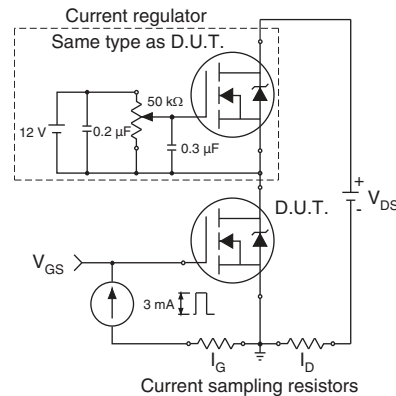 Current regulator
Same type as D.U.T.
50 kΩ
12 V
0.2 µF
0.3 µF
D.U.T.
+
V_DS
-
V_GS
3 mA
I_G
I_D
Current sampling resistors